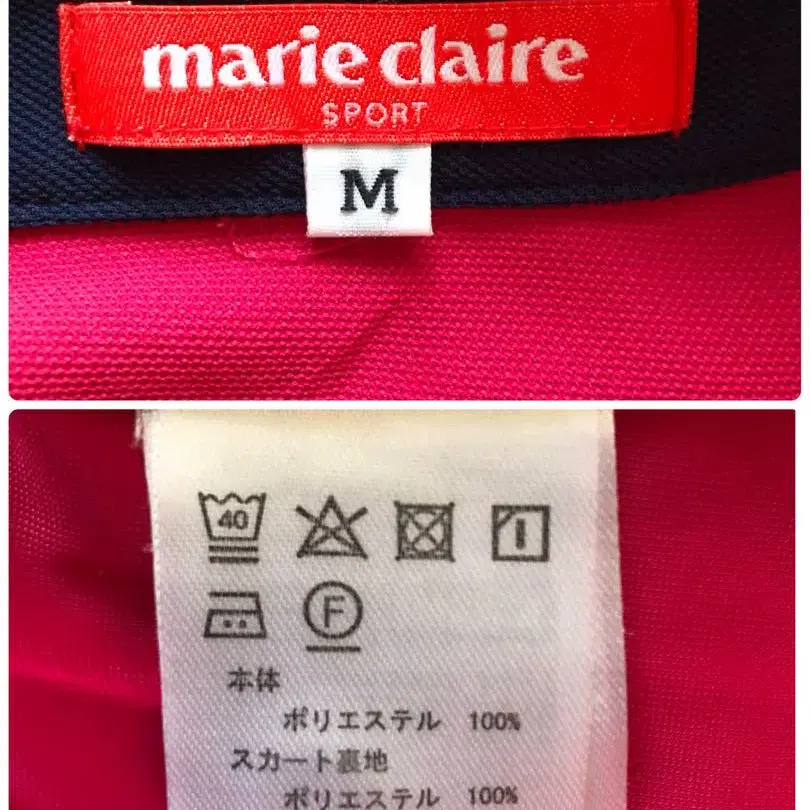 marie claire
SPORT
M
40
F
本体
ポリエステル 100%
スカート裏地
ポリエステル 100%